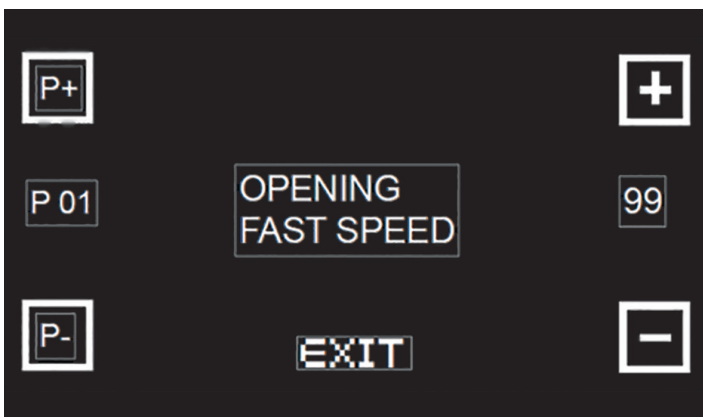 P+
+
P 01
OPENING
FAST SPEED
99
P-
EXIT
-